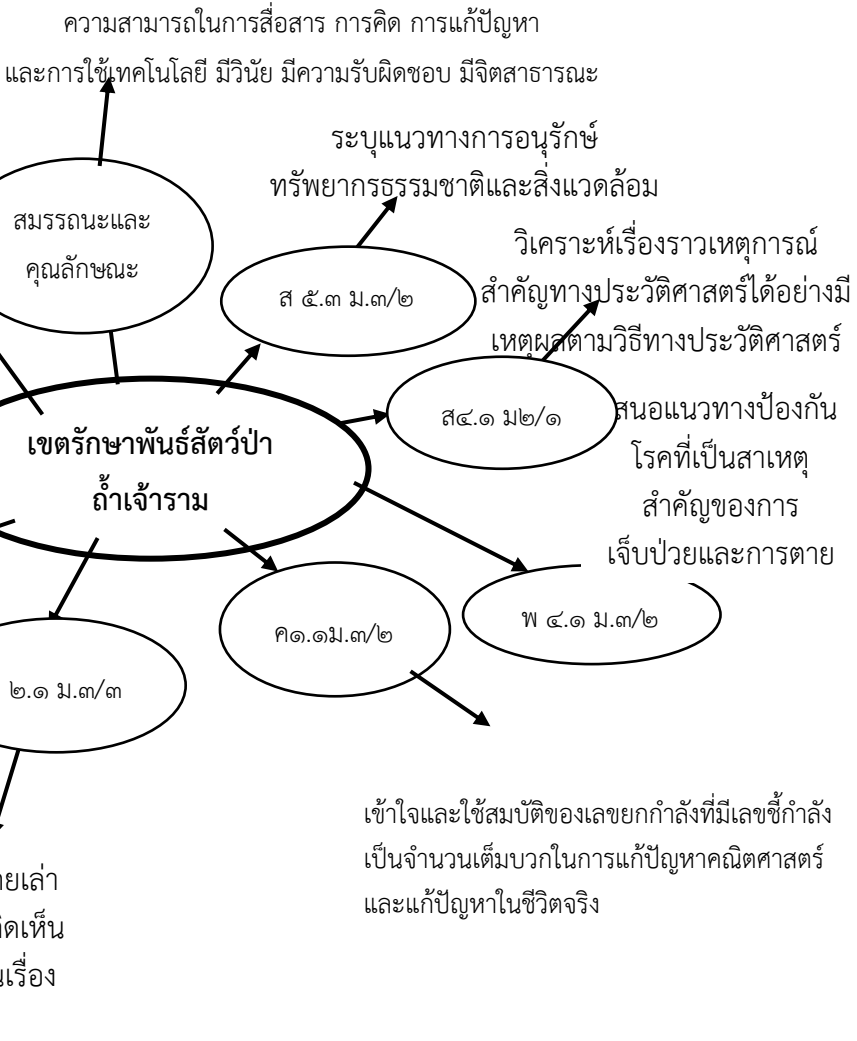 ความสามารถในการสื่อสาร การคิด การแก้ปัญหา
และการใช้เทคโนโลยี มีวินัย มีความรับผิดชอบ มีจิตสาธารณะ
ระบุแนวทางการอนุรักษ์
ทรัพยากรธรรมชาติและสิ่งแวดล้อม
สมรรถนะและ
คุณลักษณะ
ส ๕.๓ ม.๓/๒
วิเคราะห์เรื่องราวเหตุการณ์
สำคัญทางประวัติศาสตร์ได้อย่างมี
เหตุผลตามวิธีทางประวัติศาสตร์
ส๔.๑ ม๒/๑
สนอแนวทางป้องกัน
โรคที่เป็นสาเหตุ
สำคัญของการ
เจ็บป่วยและการตาย
เขตรักษาพันธ์สัตว์ป่า
ถ้ำเจ้าราม
พ ๔.๑ ม.๓/๒
ค๑.๑ม.๓/๒
๒.๑ ม.๓/๓
เข้าใจและใช้สมบัติของเลขยกกำลังที่มีเลขชี้กำลัง
เป็นจำนวนเต็มบวกในการแก้ปัญหาคณิตศาสตร์
และแก้ปัญหาในชีวิตจริง
ยเล่า
ดเห็น
เรื่อง